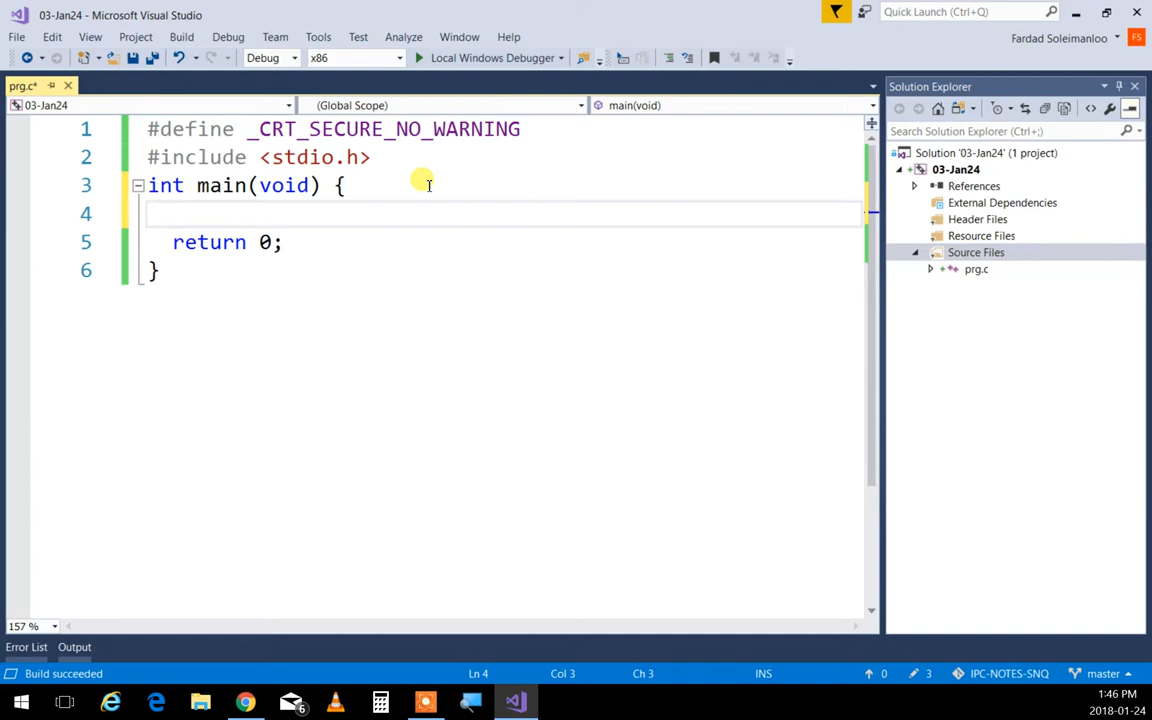 03-Jan24 - Microsoft Visual Studio
Quick Launch (Ctrl+Q)
File Edit View Project Build Debug Team Tools Test Analyze Window Help
Fardad Soleimanloo FS
Debug x86 Local Windows Debugger
prg.c*
03-Jan24 (Global Scope) main(void)
1 #define _CRT_SECURE_NO_WARNING
2 #include <stdio.h>
3 int main(void) {
4
5 return 0;
6 }
157 %
Solution Explorer
Search Solution Explorer (Ctrl+;)
Solution '03-Jan24' (1 project)
03-Jan24
References
External Dependencies
Header Files
Resource Files
Source Files
prg.c
Error List Output
Build succeeded Ln 4 Col 3 Ch 3 INS 0 3 IPC-NOTES-SNQ master
6
1:46 PM
2018-01-24